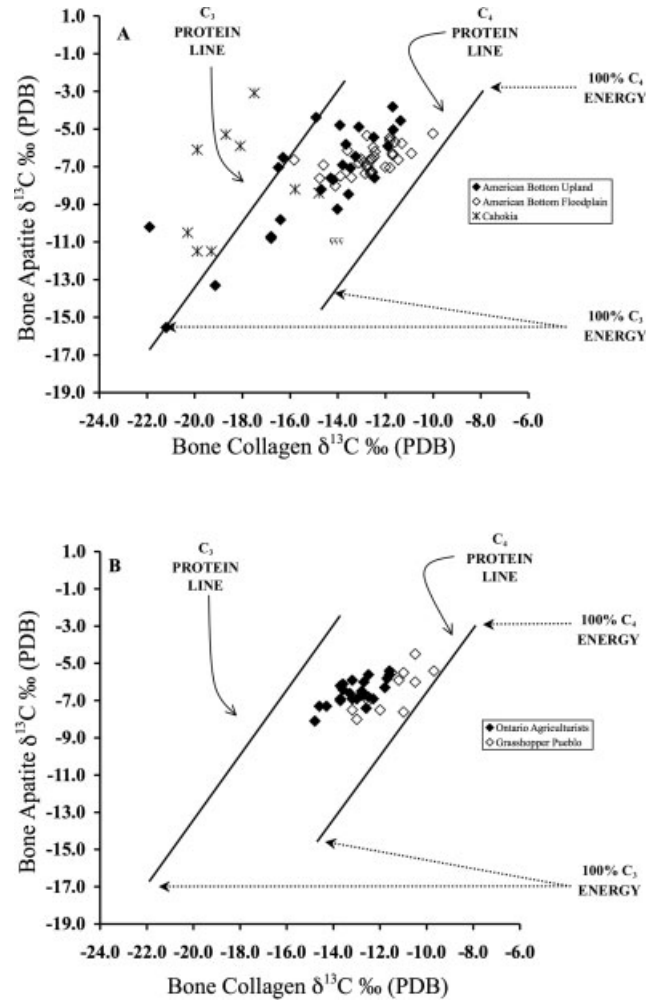 A
C3
PROTEIN
LINE
C4
PROTEIN
LINE
100% C4
ENERGY
1.0
-1.0
-3.0
-5.0
-7.0
-9.0
-11.0
-13.0
-15.0
-17.0
-19.0
Bone Apatite δ13C ‰ (PDB)
American Bottom Upland
American Bottom Floodplain
Cahokia
ççç
100% C3
ENERGY
-24.0 -22.0 -20.0 -18.0 -16.0 -14.0 -12.0 -10.0 -8.0 -6.0
Bone Collagen δ13C ‰ (PDB)
B
C3
PROTEIN
LINE
C4
PROTEIN
LINE
100% C4
ENERGY
1.0
-1.0
-3.0
-5.0
-7.0
-9.0
-11.0
-13.0
-15.0
-17.0
-19.0
Bone Apatite δ13C ‰ (PDB)
Ontario Agriculturists
Grasshopper Pueblo
100% C3
ENERGY
-24.0 -22.0 -20.0 -18.0 -16.0 -14.0 -12.0 -10.0 -8.0 -6.0
Bone Collagen δ13C ‰ (PDB)